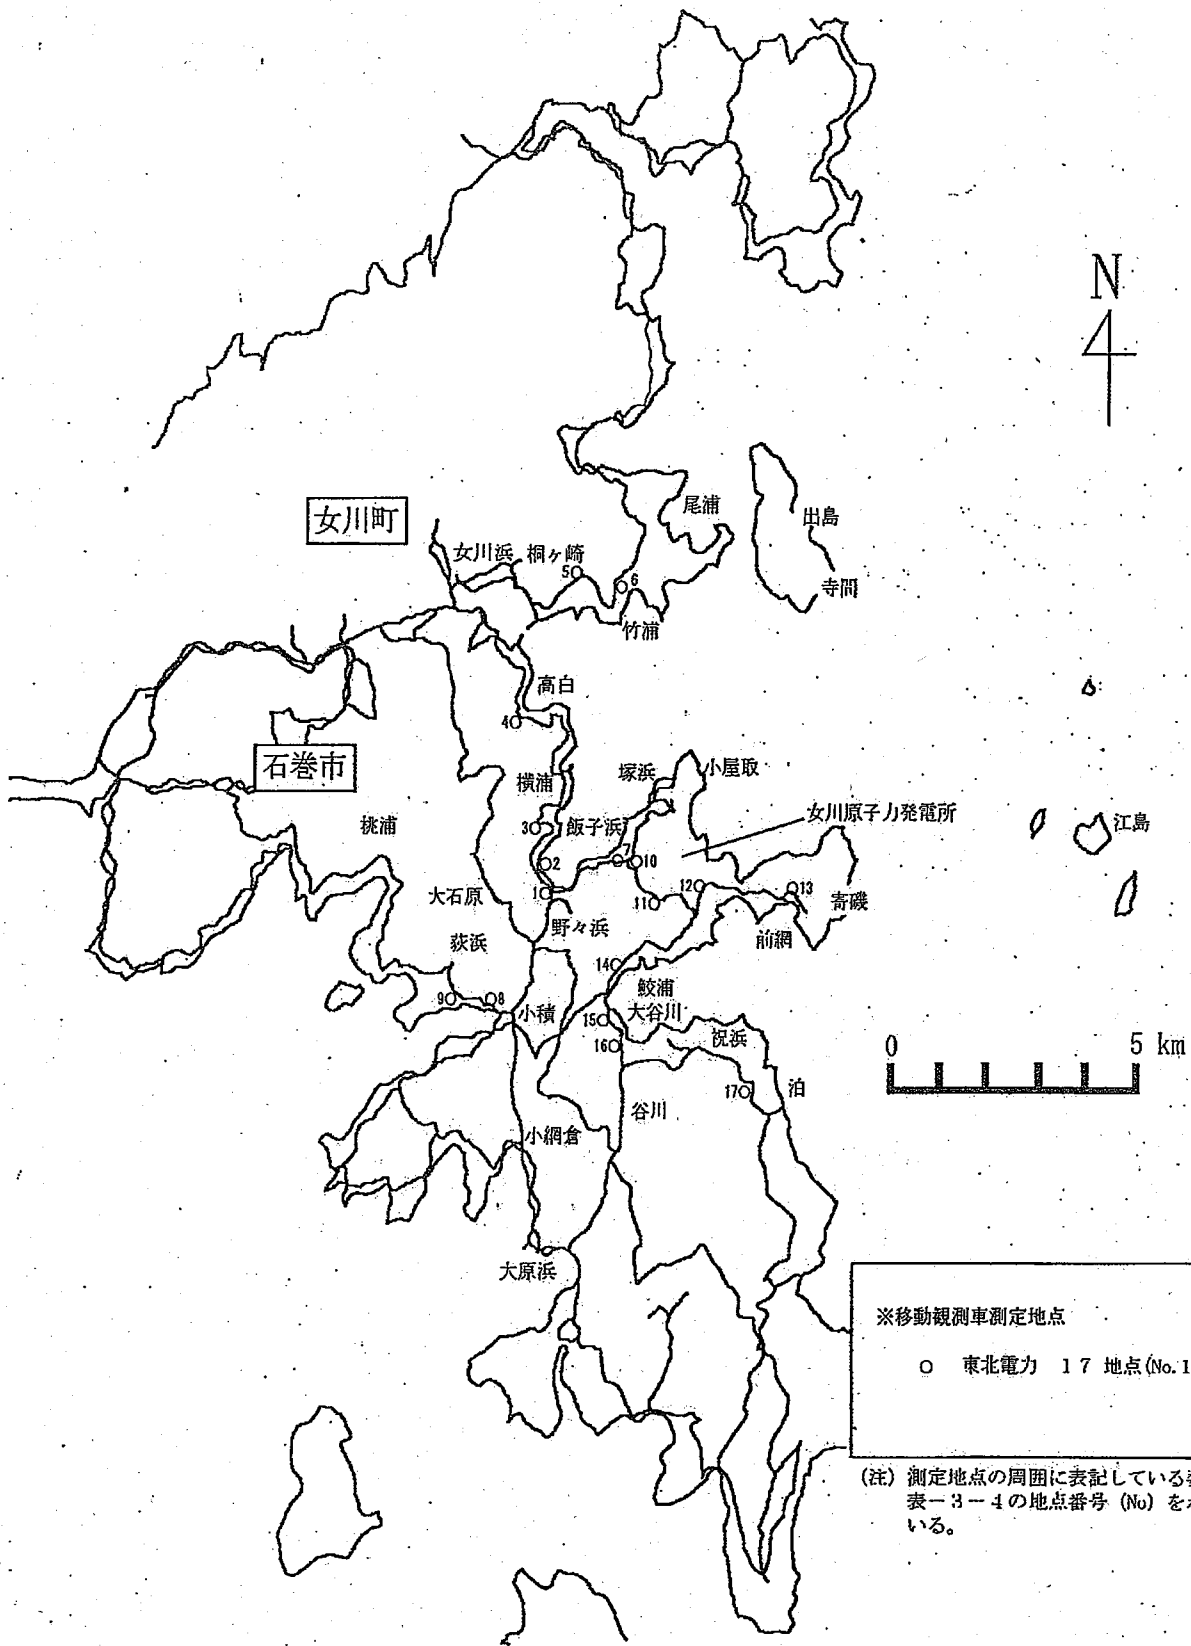 N
尾浦
女川町
出島
女川浜
桐ヶ崎
5
6
寺間
竹浦
高白
4
石巻市
塚浜
小屋取
横浦
女川原子力発電所
桃浦
3
飯子浜
江島
7
10
2
大石原
1
12
13
11
寄磯
野々浜
前網
荻浜
14
鮫浦
9
8
小積
大谷川
15
祝浜
16
0
5 km
17
泊
谷川
小網倉
大原浜
※移動観測車測定地点
○ 東北電力 17 地点(No.1
(注) 測定地点の周囲に表記している
表-3-4の地点番号 (No) を
いる。